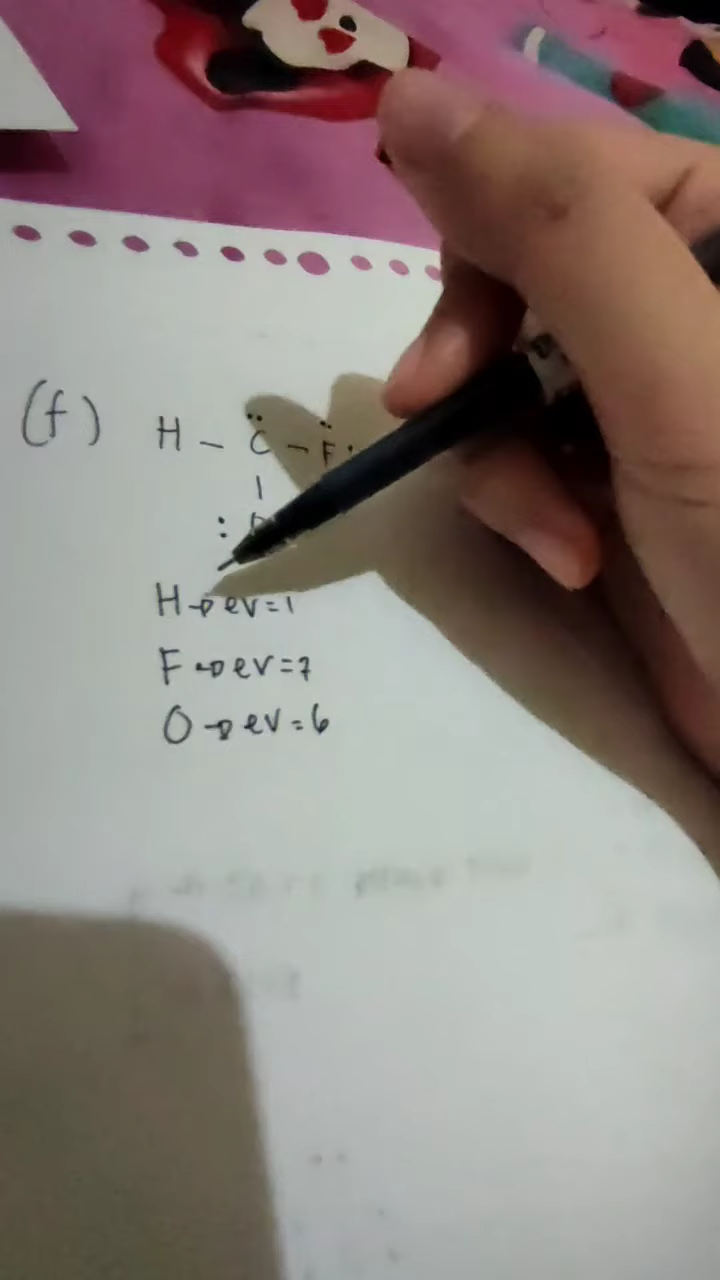 (f) H - C̈ - F̈:
|
:
H → ev = 1
F → ev = 7
O → ev = 6